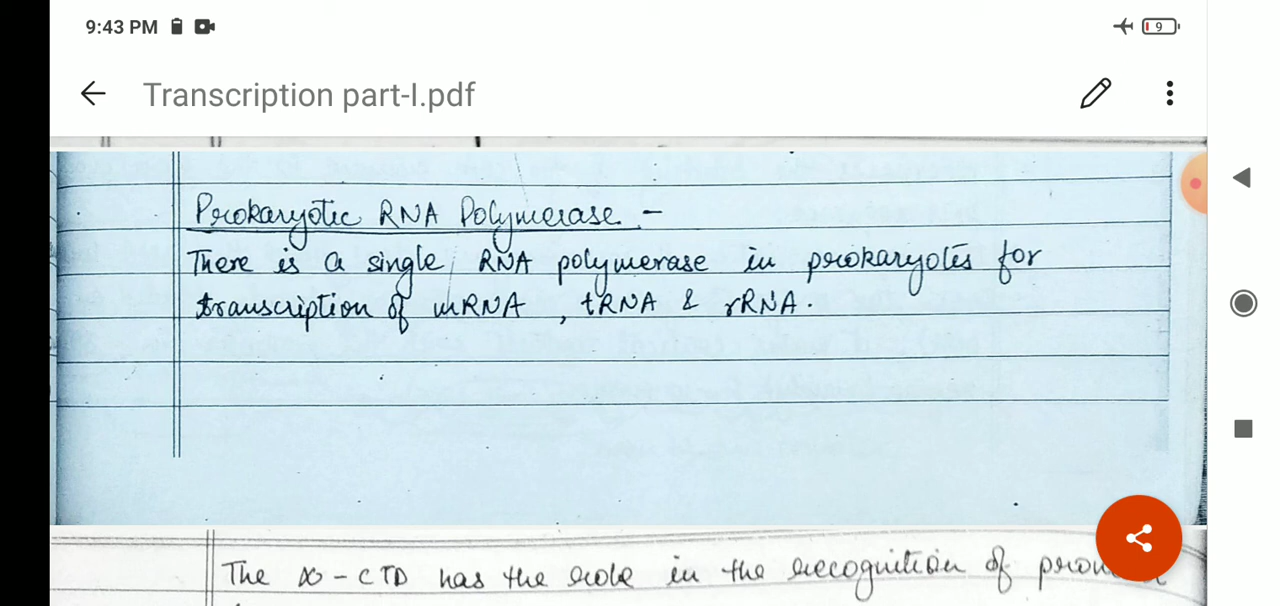 9:43 PM
9
Transcription part-I.pdf
Prokaryotic RNA Polymerase -
There is a single RNA polymerase in prokaryotes for
transcription of mRNA , tRNA & rRNA.
The α - CTD has the role in the recognition of